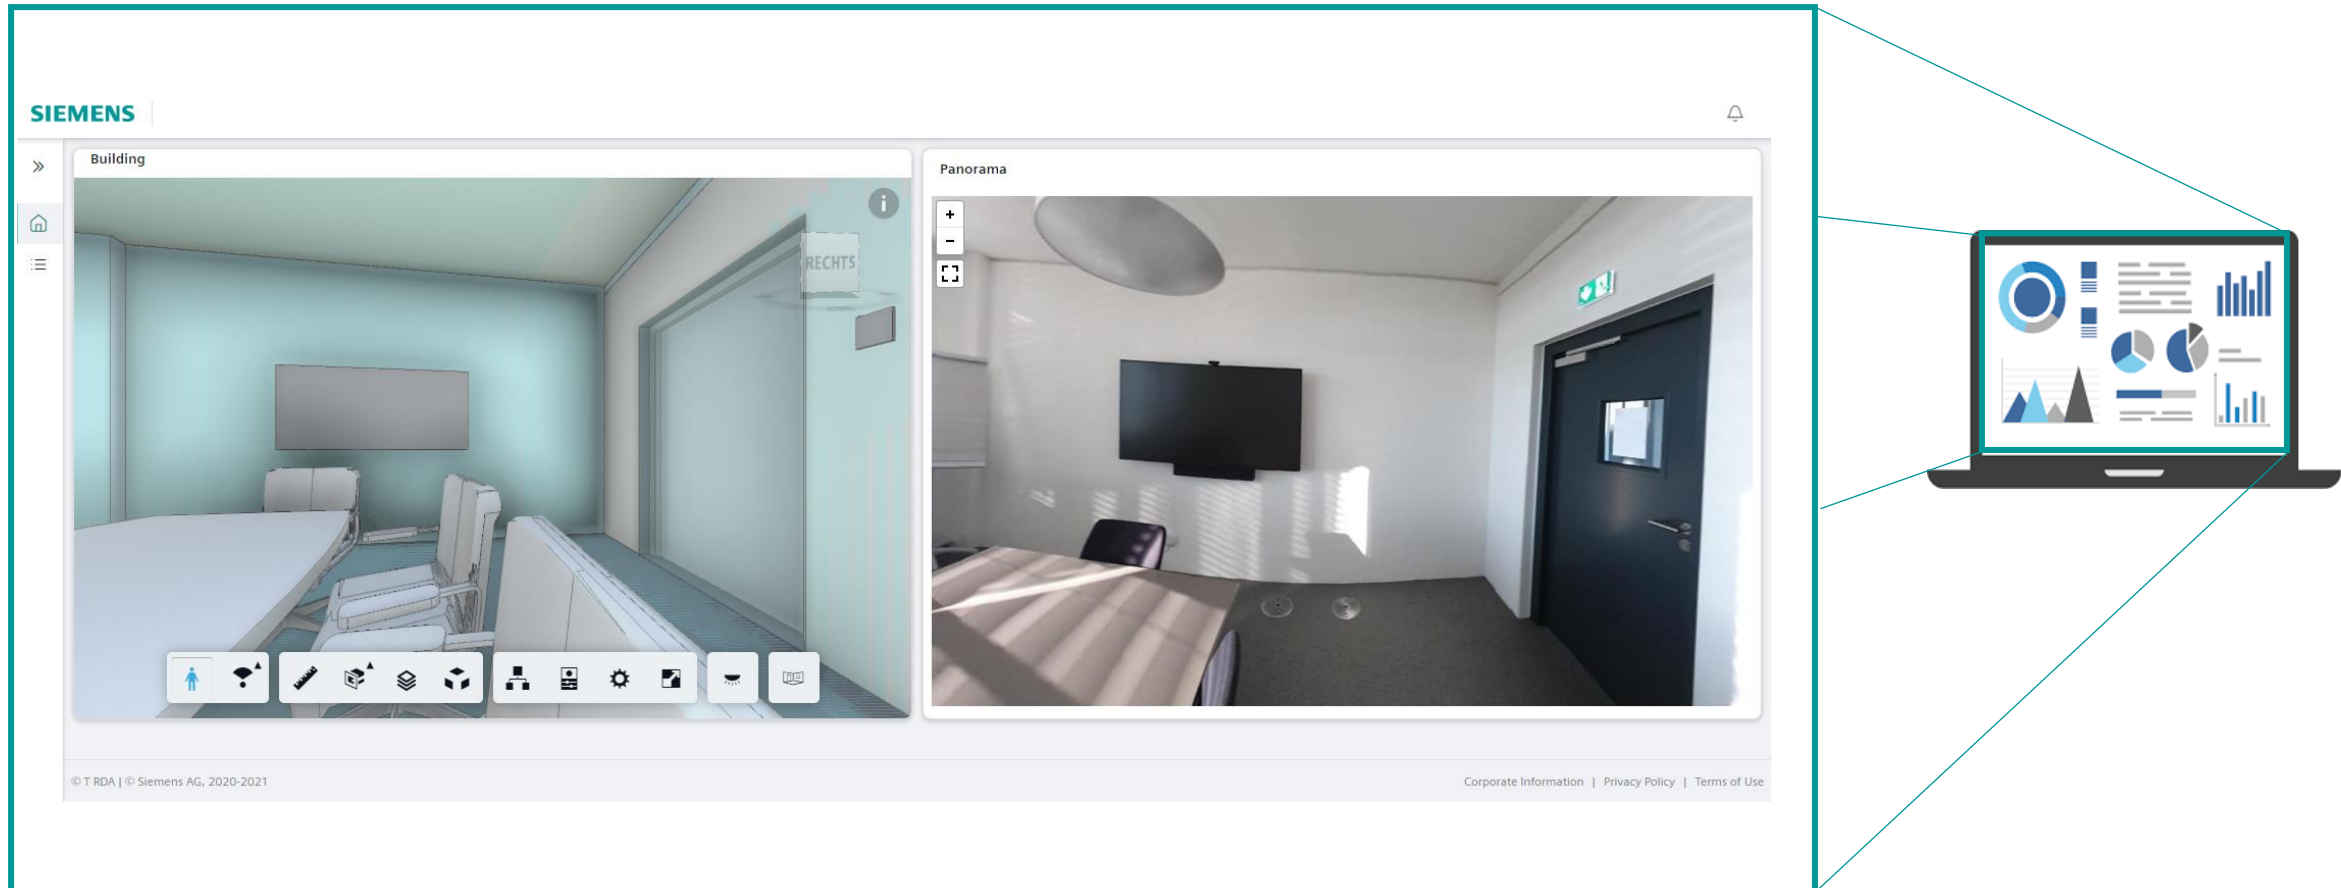 SIEMENS
Building
Panorama
RECHTS
© T RDA | © Siemens AG, 2020-2021
Corporate Information | Privacy Policy | Terms of Use